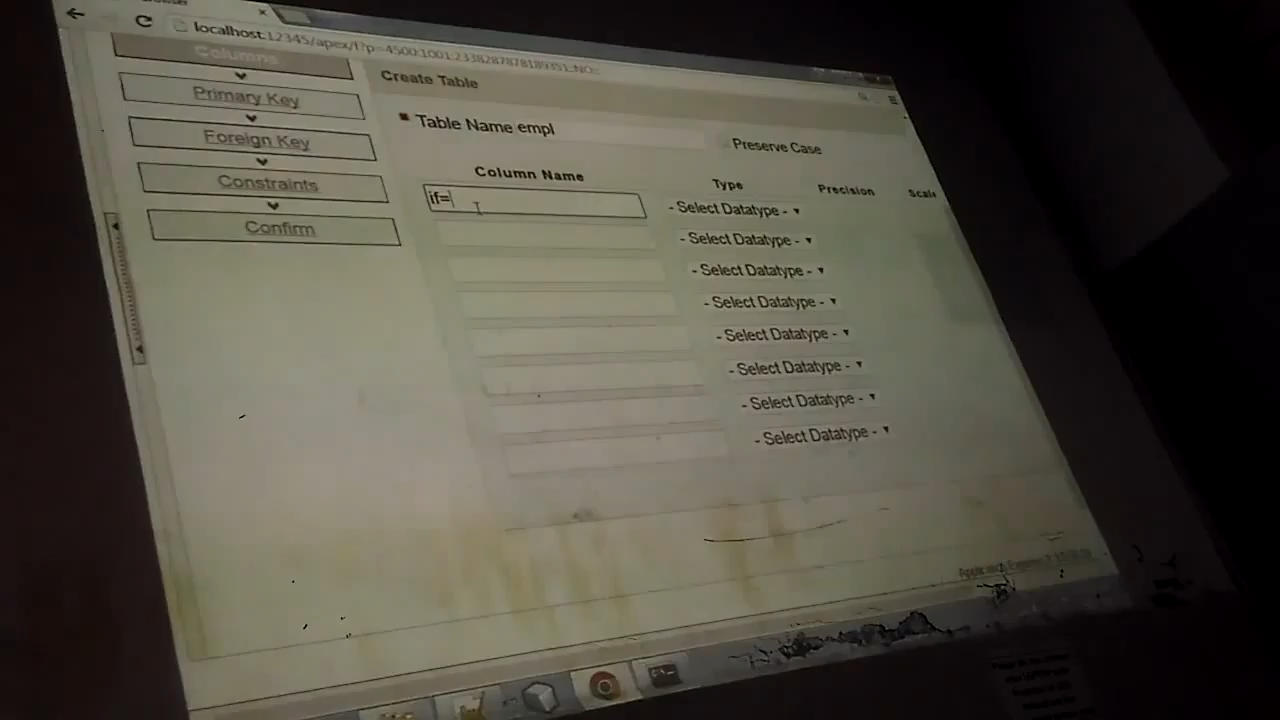 localhost:12345/apex/f?p=4500:1001:2338287878189351::NO:::
Columns
Primary Key
Foreign Key
Constraints
Confirm
Create Table
Table Name empl
Preserve Case
Column Name Type Precision Scale
if= - Select Datatype -
- Select Datatype -
- Select Datatype -
- Select Datatype -
- Select Datatype -
- Select Datatype -
- Select Datatype -
- Select Datatype -